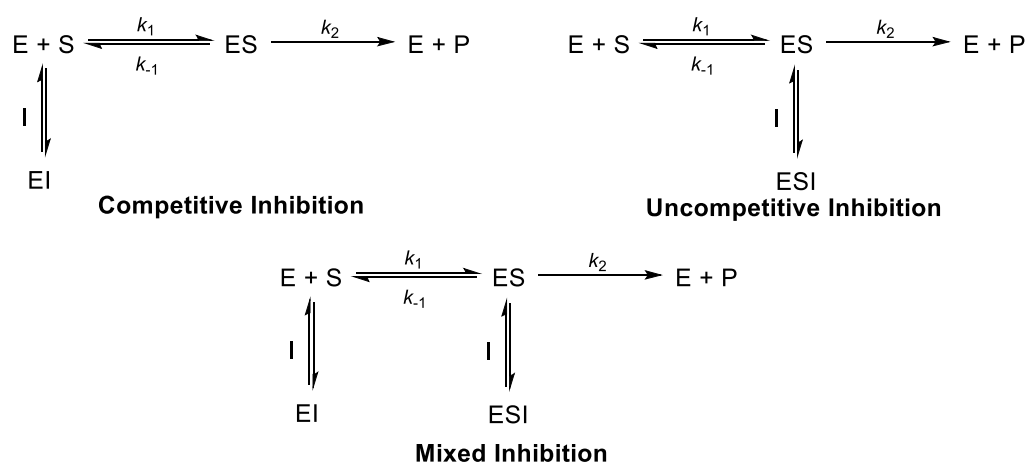 k1 k2
E + S ES E + P
k-1
I
EI
Competitive Inhibition
k1 k2
E + S ES E + P
k-1
I
ESI
Uncompetitive Inhibition
k1 k2
E + S ES E + P
k-1
I I
EI ESI
Mixed Inhibition